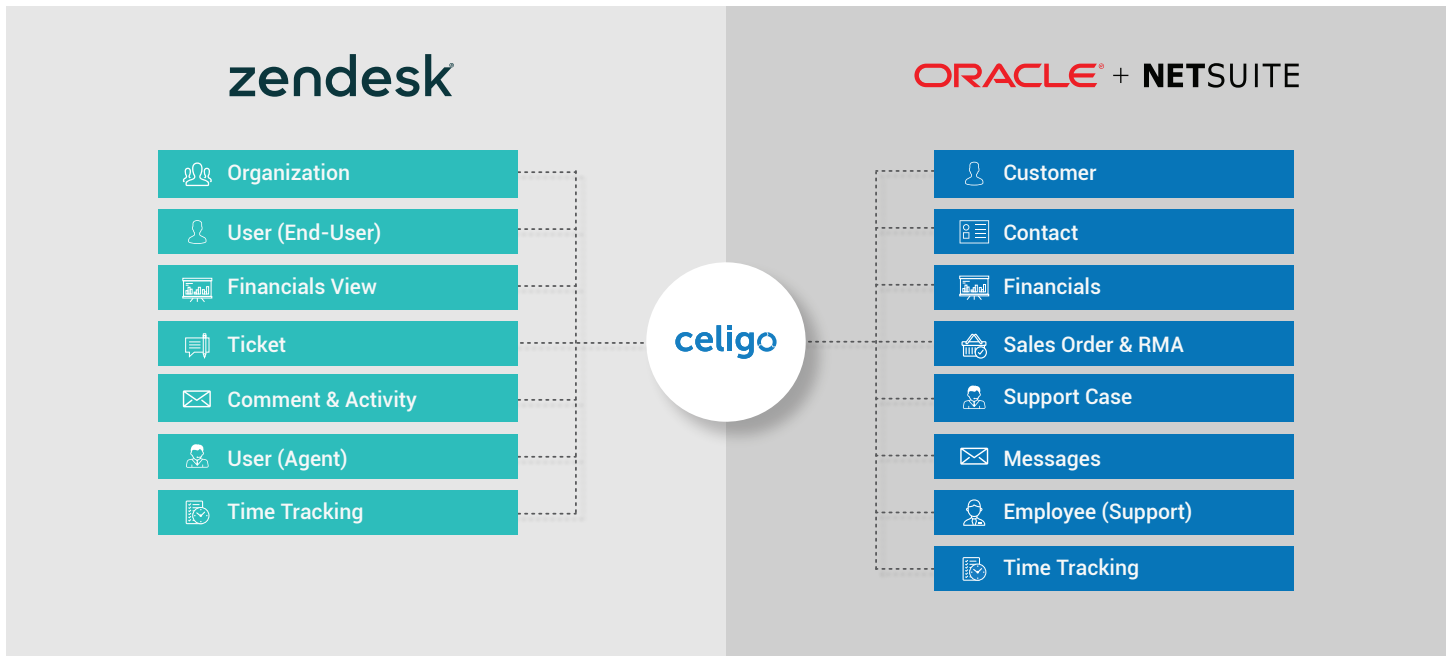 zendesk®
ORACLE® + NETSUITE
Organization
User (End-User)
Financials View
Ticket
Comment & Activity
User (Agent)
Time Tracking
celigo
Customer
Contact
Financials
Sales Order & RMA
Support Case
Messages
Employee (Support)
Time Tracking